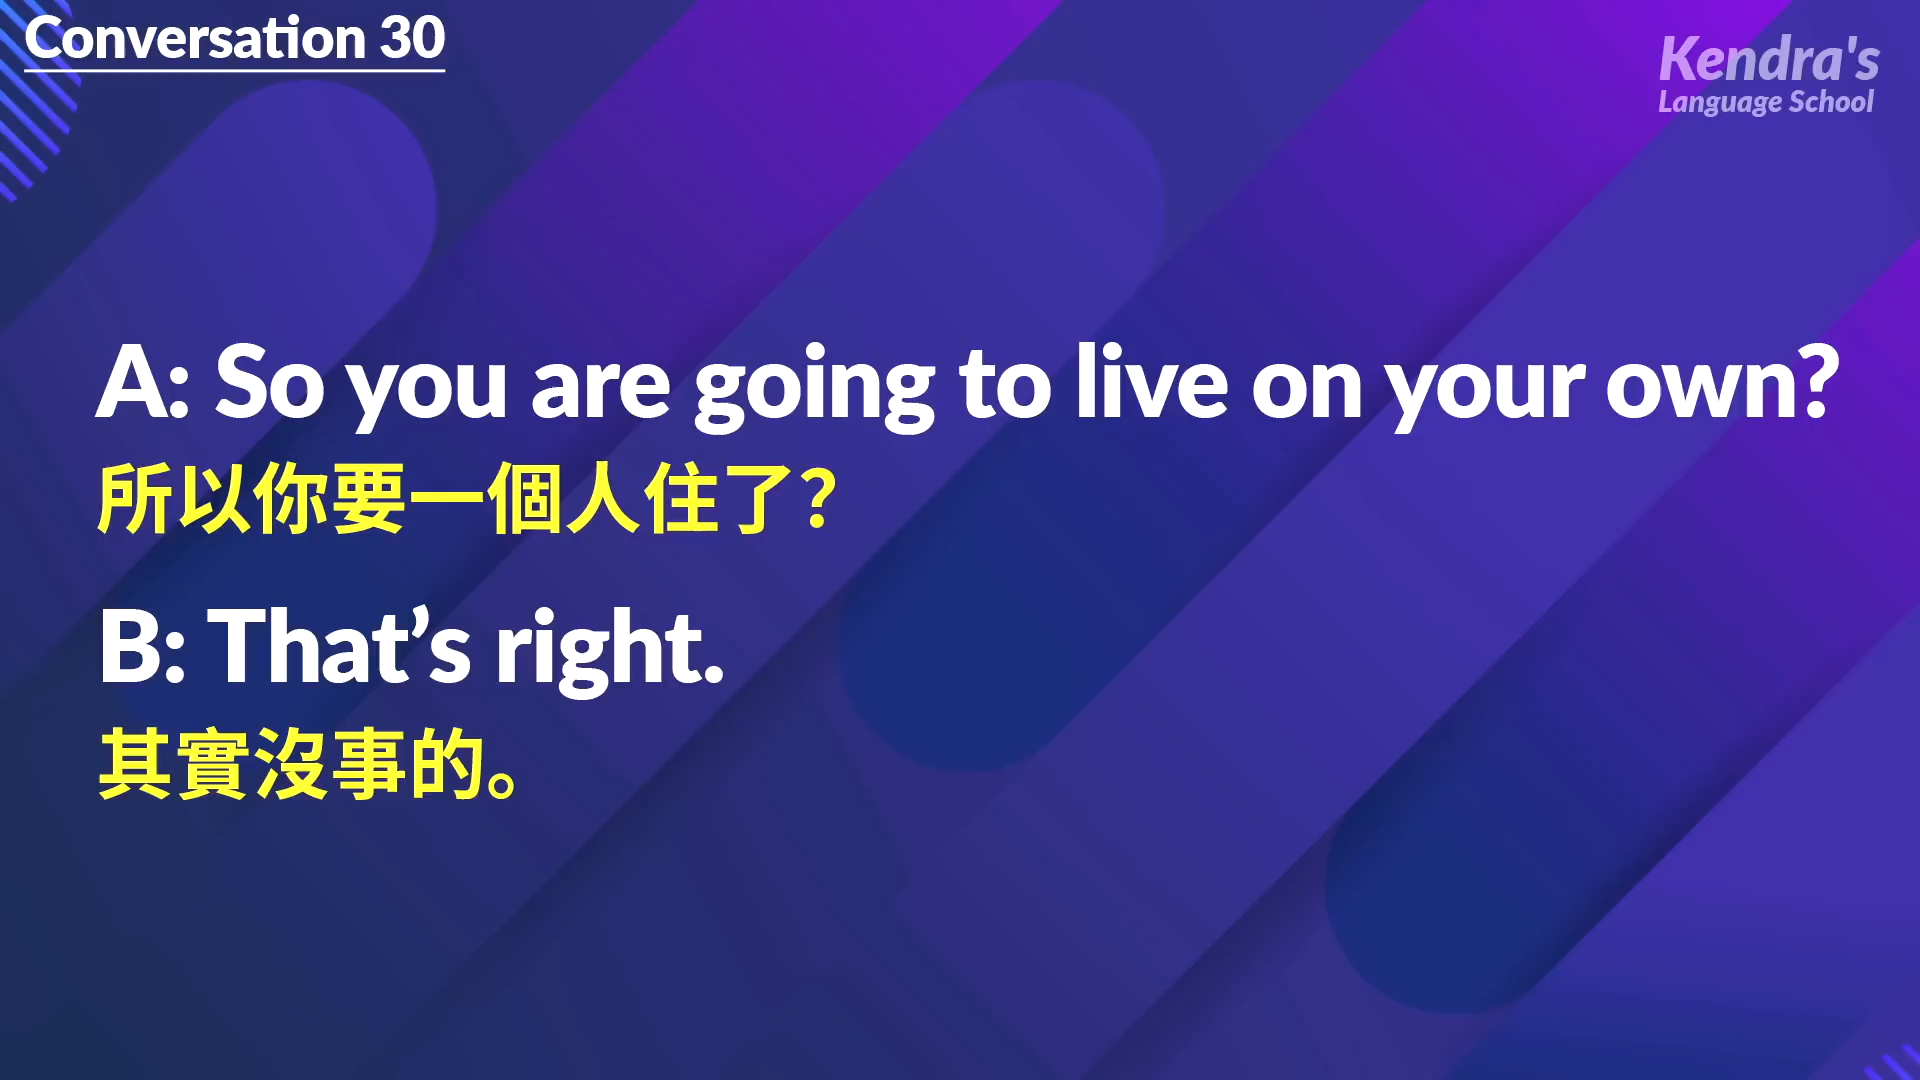 Conversation 30
Kendra's
Language School
A: So you are going to live on your own?
所以你要一個人住了?
B: That’s right.
其實沒事的。